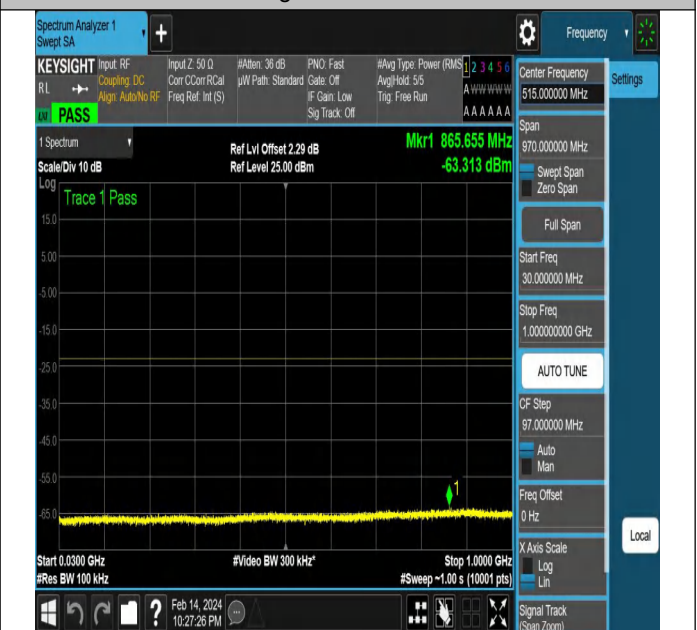 Spectrum Analyzer 1
Swept SA
Frequency
KEYSIGHT
RL
PASS
Input: RF
Coupling: DC
Align: Auto/No RF
Input Z: 50 Ω
Corr CCorr RCal
Freq Ref: Int (S)
#Atten: 36 dB
µW Path: Standard
PNO: Fast
Gate: Off
IF Gain: Low
Sig Track: Off
#Avg Type: Power (RMS
Avg|Hold: 5/5
Trig: Free Run
1 2 3 4 5 6
A W W W W W
A A A A A A
1 Spectrum
Scale/Div 10 dB
Log
Ref Lvl Offset 2.29 dB
Ref Level 25.00 dBm
Mkr1 865.655 MHz
-63.313 dBm
Trace 1 Pass
15.0
5.00
-5.00
-15.0
-25.0
-35.0
-45.0
-55.0
-65.0
1
Start 0.0300 GHz
#Res BW 100 kHz
#Video BW 300 kHz*
Stop 1.0000 GHz
#Sweep ~1.00 s (10001 pts)
Feb 14, 2024
10:27:26 PM
Center Frequency
515.000000 MHz
Settings
Span
970.000000 MHz
Swept Span
Zero Span
Full Span
Start Freq
30.000000 MHz
Stop Freq
1.000000000 GHz
AUTO TUNE
CF Step
97.000000 MHz
Auto
Man
Freq Offset
0 Hz
X Axis Scale
Log
Lin
Local
Signal Track
(Span Zoom)